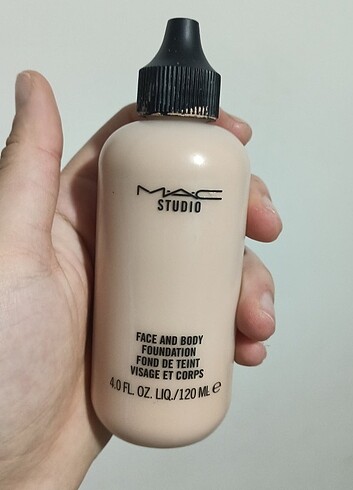 M·A·C
STUDIO
FACE AND BODY
FOUNDATION
FOND DE TEINT
VISAGE ET CORPS
4.0 FL. OZ. LIQ./120 ML ℮